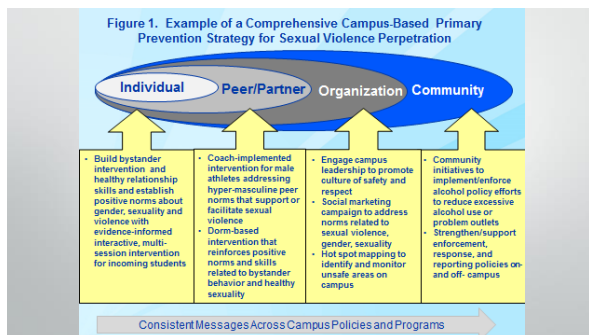 Figure 1. Example of a Comprehensive Campus-Based Primary
Prevention Strategy for Sexual Violence Perpetration
Individual
Peer/Partner
Organization
Community
• Build bystander
intervention and
healthy relationship
skills and establish
positive norms about
gender, sexuality and
violence with
evidence-informed
interactive, multi-
session intervention
for incoming students
• Coach-implemented
intervention for male
athletes addressing
hyper-masculine peer
norms that support or
facilitate sexual
violence
• Dorm-based
intervention that
reinforces positive
norms and skills
related to bystander
behavior and healthy
sexuality
• Engage campus
leadership to promote
culture of safety and
respect
• Social marketing
campaign to address
norms related to
sexual violence,
gender, sexuality
• Hot spot mapping to
identify and monitor
unsafe areas on
campus
• Community
initiatives to
implement/enforce
alcohol policy efforts
to reduce excessive
alcohol use or
problem outlets
• Strengthen/support
enforcement,
response, and
reporting policies on-
and off- campus
Consistent Messages Across Campus Policies and Programs